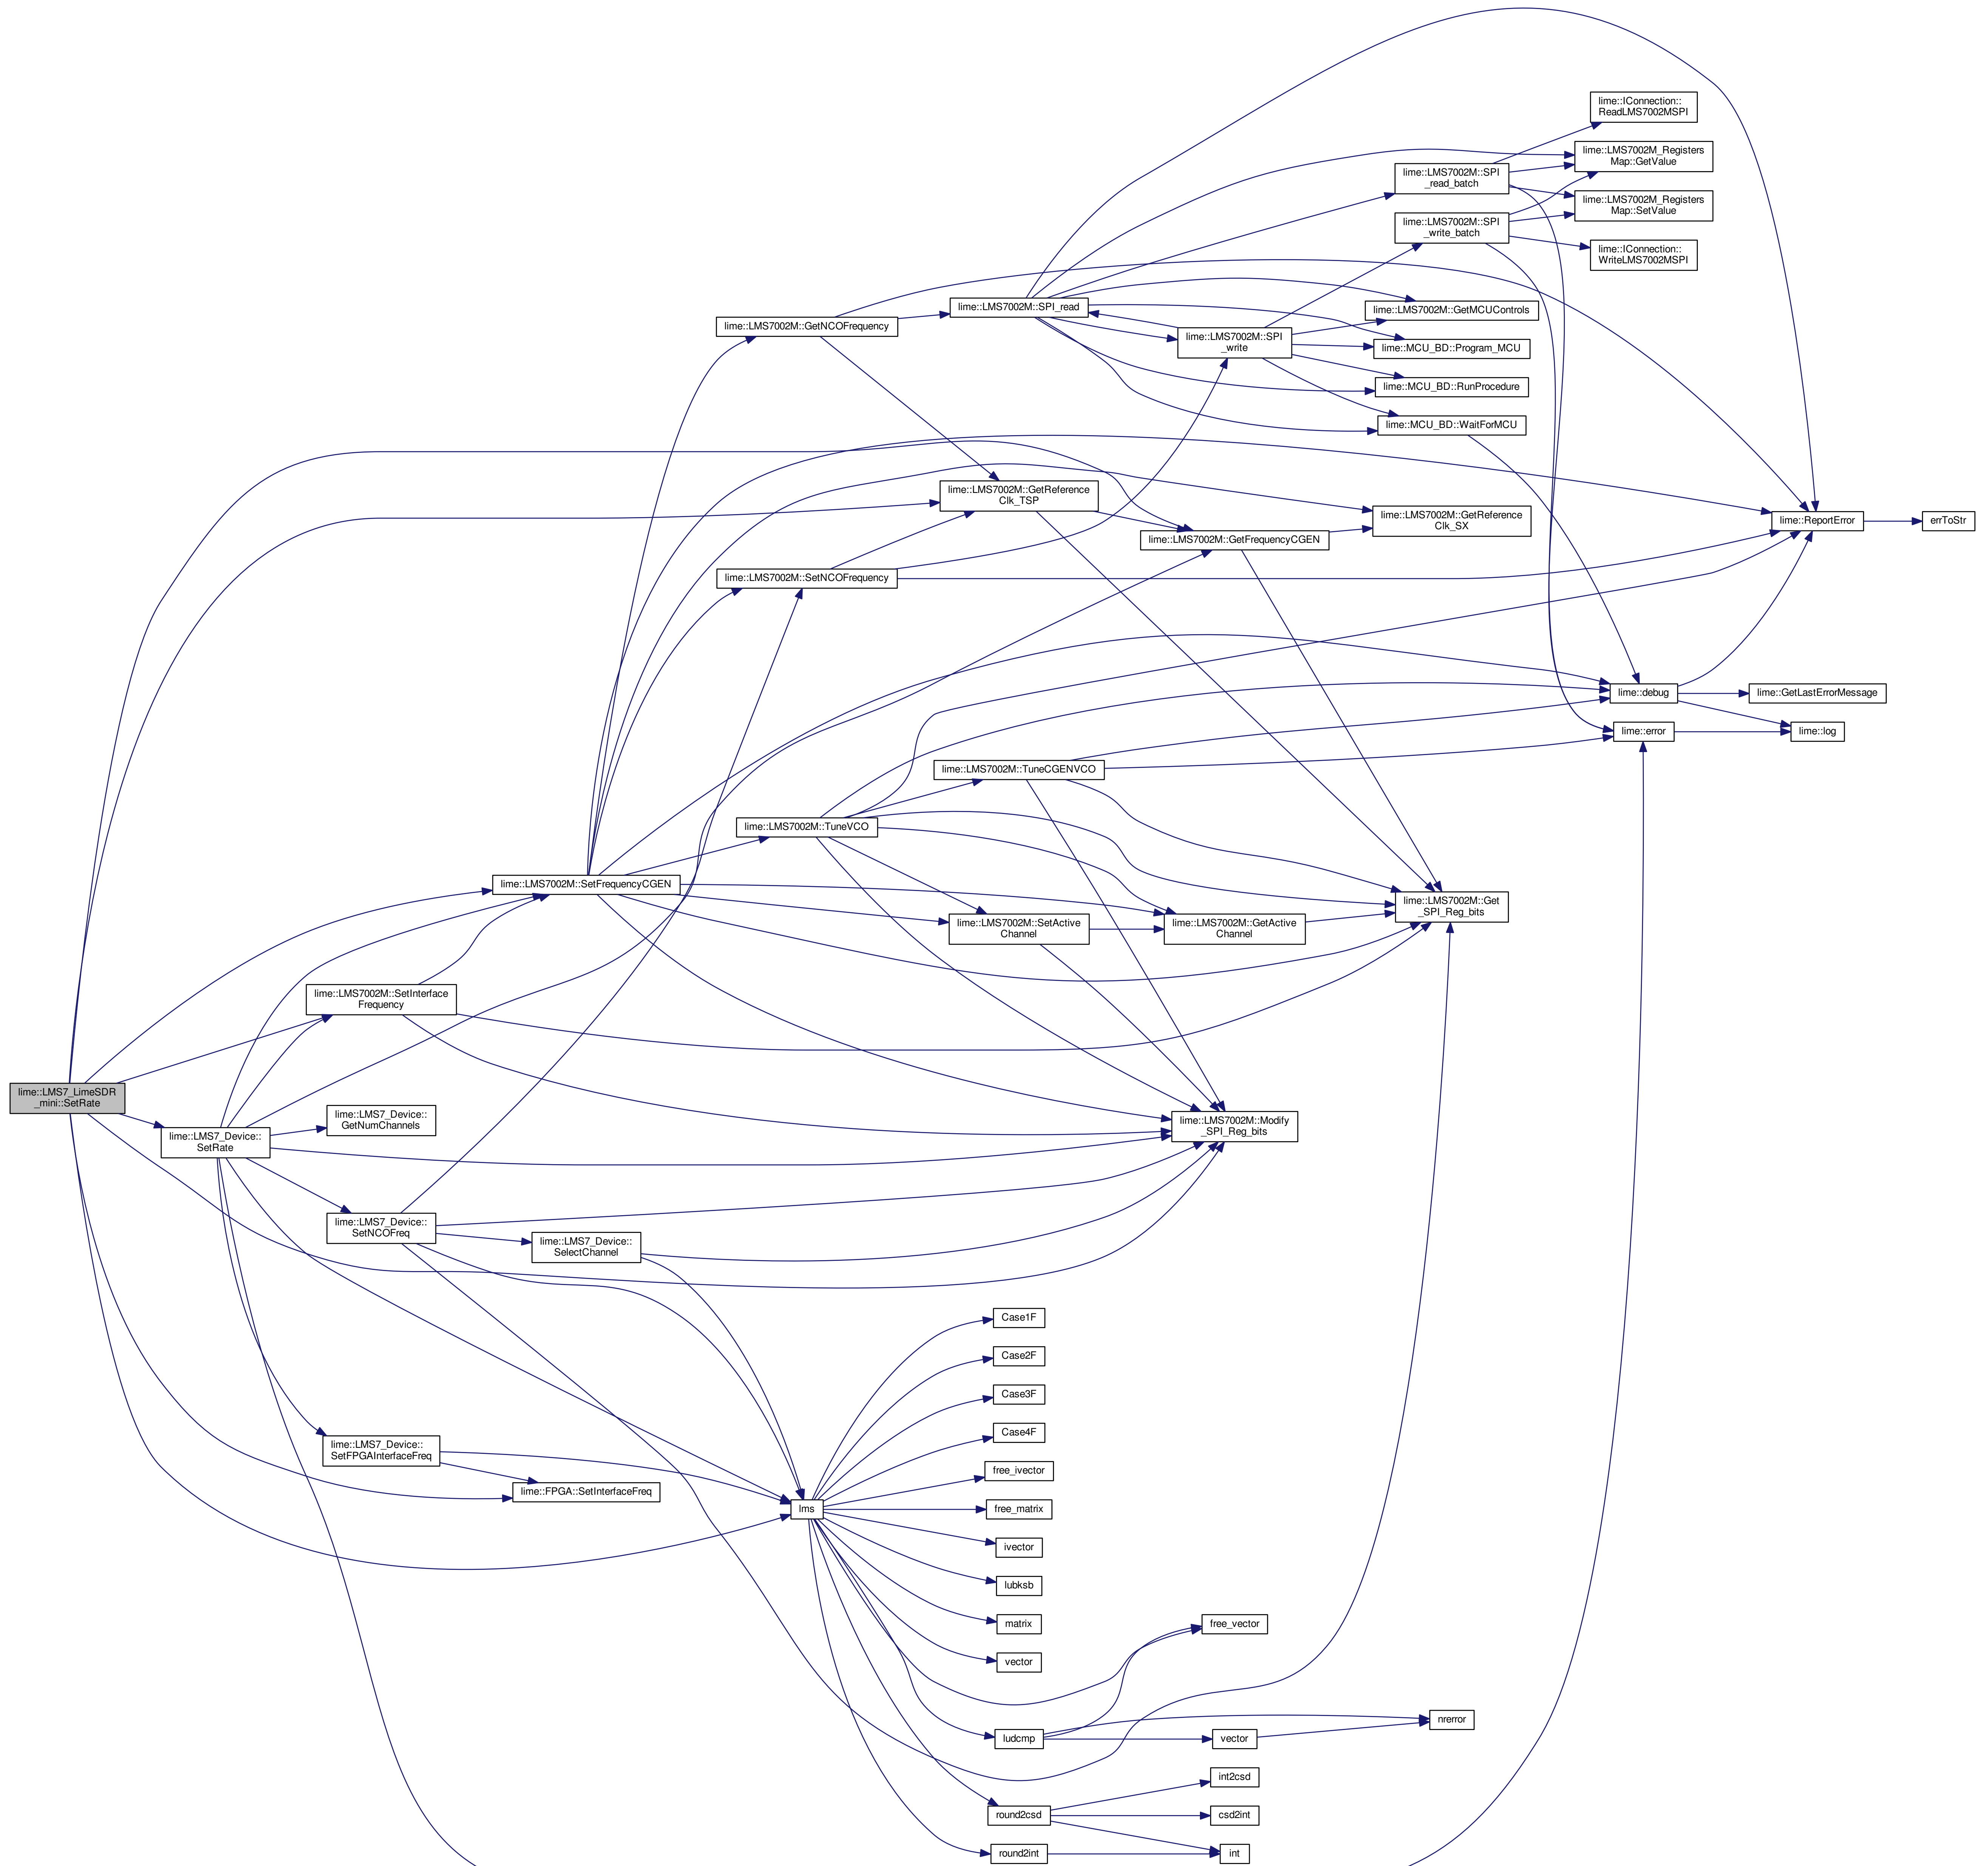 lime::IConnection::
ReadLMS7002MSPI
lime::LMS7002M_Registers
Map::GetValue
lime::LMS7002M::SPI
_read_batch
lime::LMS7002M_Registers
Map::SetValue
lime::LMS7002M::SPI
_write_batch
lime::IConnection::
WriteLMS7002MSPI
lime::LMS7002M::SPI_read
lime::LMS7002M::GetMCUControls
lime::LMS7002M::GetNCOFrequency
lime::LMS7002M::SPI
_write
lime::MCU_BD::Program_MCU
lime::MCU_BD::RunProcedure
lime::MCU_BD::WaitForMCU
lime::LMS7002M::GetReference
Clk_TSP
lime::LMS7002M::GetReference
Clk_SX
lime::ReportError
errToStr
lime::LMS7002M::GetFrequencyCGEN
lime::LMS7002M::SetNCOFrequency
lime::debug
lime::GetLastErrorMessage
lime::error
lime::log
lime::LMS7002M::TuneCGENVCO
lime::LMS7002M::TuneVCO
lime::LMS7002M::SetFrequencyCGEN
lime::LMS7002M::Get
_SPI_Reg_bits
lime::LMS7002M::SetActive
Channel
lime::LMS7002M::GetActive
Channel
lime::LMS7002M::SetInterface
Frequency
lime::LMS7_LimeSDR
_mini::SetRate
lime::LMS7_Device::
GetNumChannels
lime::LMS7002M::Modify
_SPI_Reg_bits
lime::LMS7_Device::
SetRate
lime::LMS7_Device::
SetNCOFreq
lime::LMS7_Device::
SelectChannel
Case1F
Case2F
Case3F
Case4F
lime::LMS7_Device::
SetFPGAInterfaceFreq
free_ivector
lime::FPGA::SetInterfaceFreq
lms
free_matrix
ivector
lubksb
matrix
free_vector
vector
nrerror
ludcmp
vector
int2csd
round2csd
csd2int
round2int
int